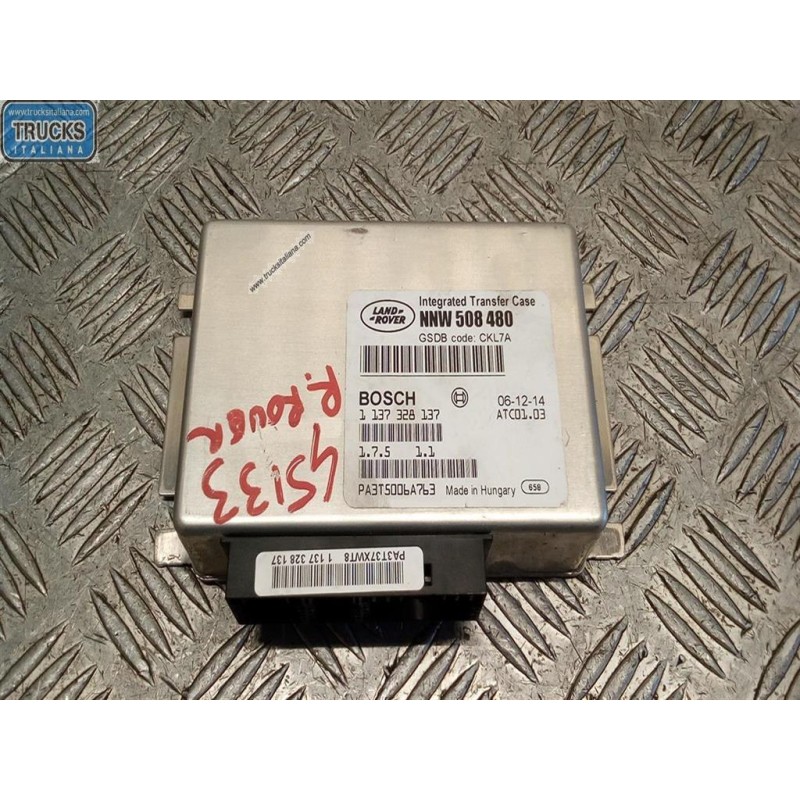 www.trucksitaliana.com
TRUCKS
ITALIANA
www.trucksitaliana.com
LAND-
-ROVER
Integrated Transfer Case
NNW 508 480
GSDB code: CKL7A
BOSCH
06-12-14
1 137 328 137
ATC01.03
1.7.5 1.1
PA3T5006A763
Made in Hungary
658
R.ROVER
45133
PA3T37XWT8
1 137 328 137